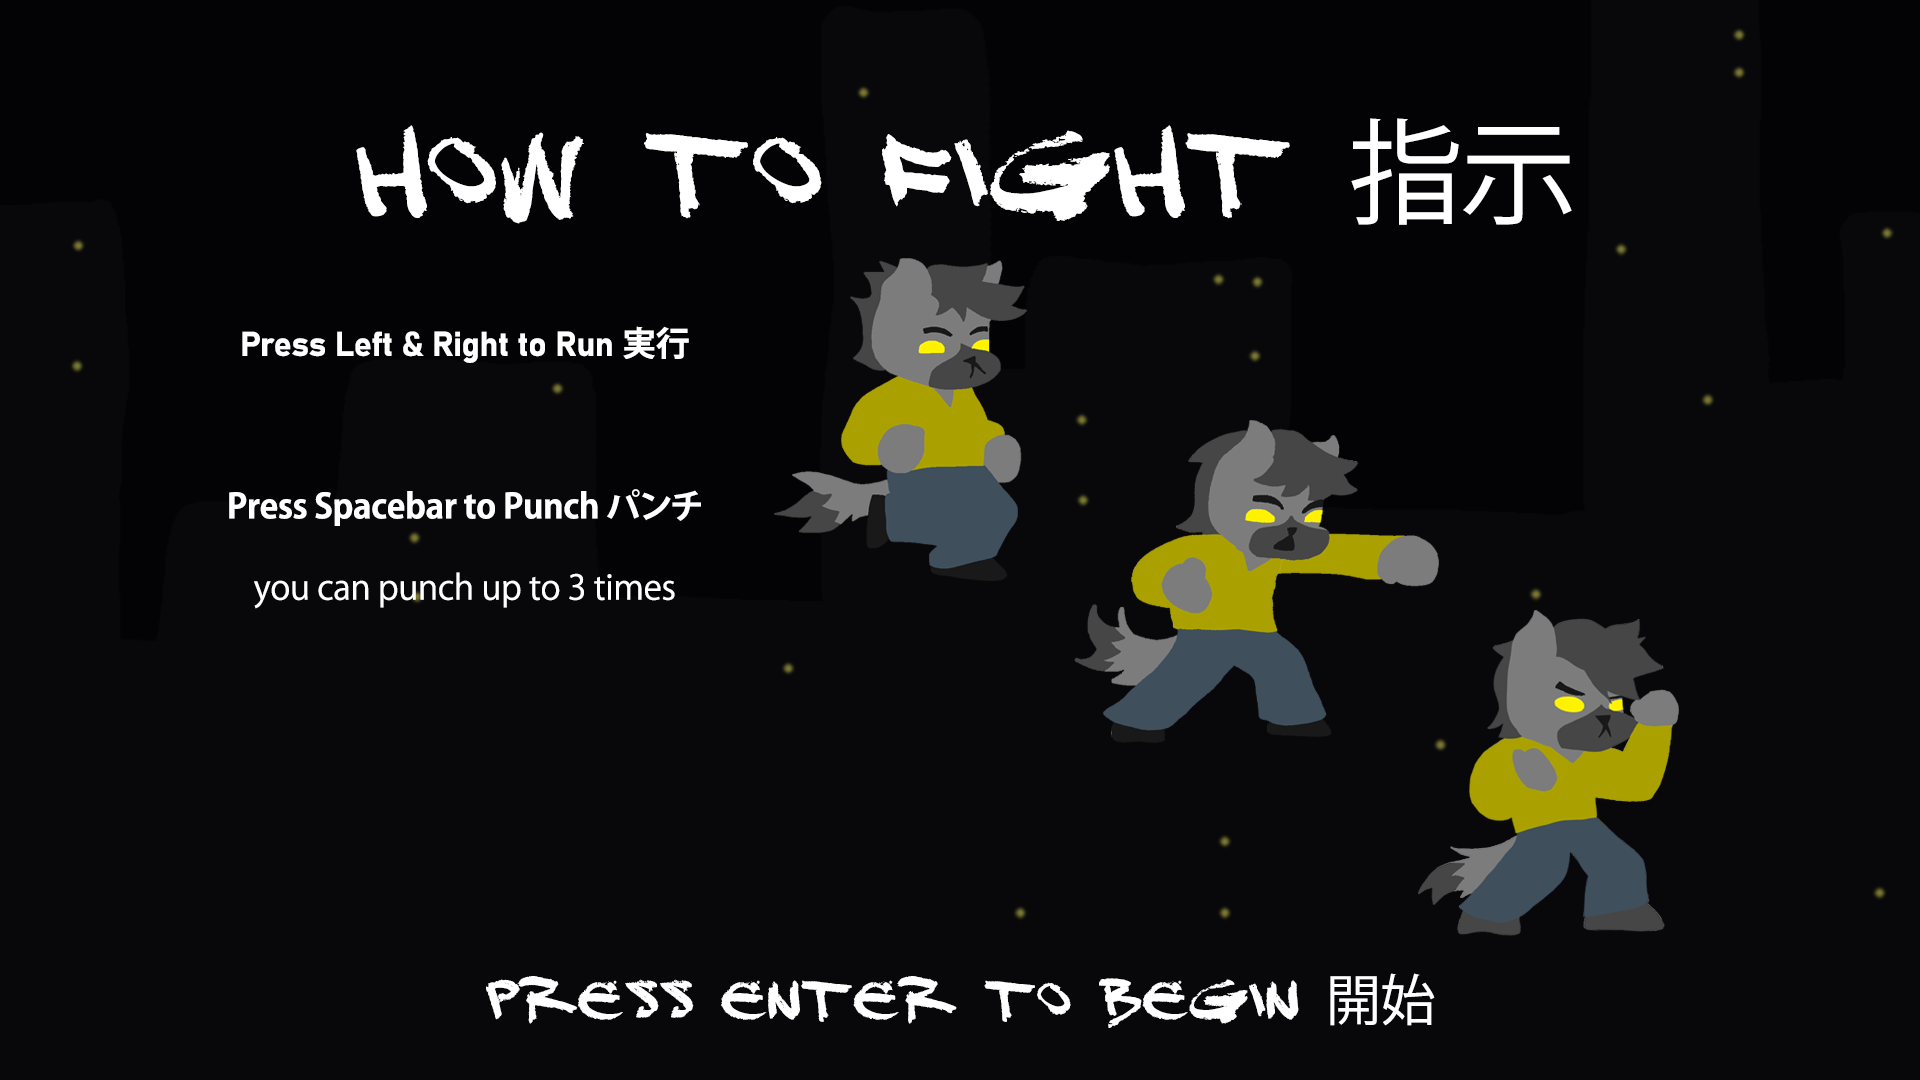 HOW TO FIGHT 指示
Press Left & Right to Run 実行
Press Spacebar to Punch パンチ
you can punch up to 3 times
PRESS ENTER TO BEGIN 開始